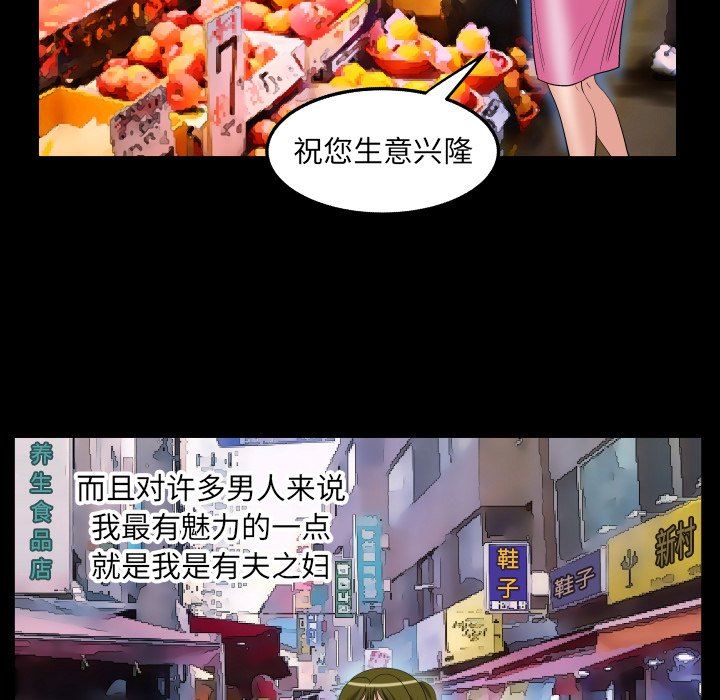 祝您生意兴隆
养生食品店
而且对许多男人来说
我最有魅力的一点
就是我是有夫之妇
鞋子
鞋子
新村